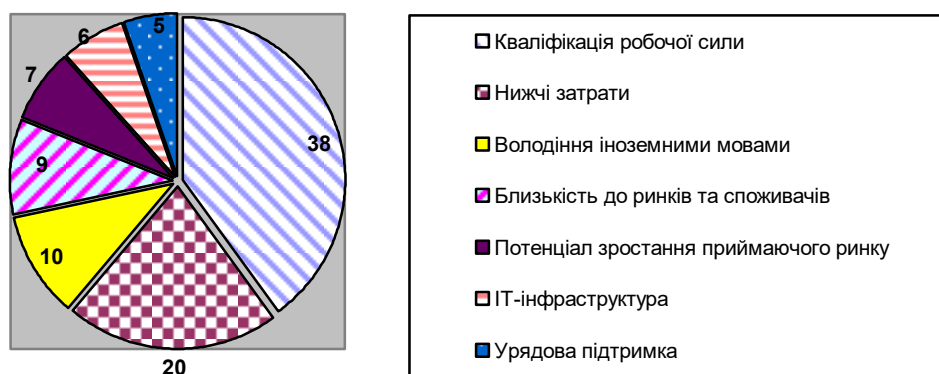 5
6
7
38
9
10
20
Кваліфікація робочої сили
Нижчі затрати
Володіння іноземними мовами
Близькість до ринків та споживачів
Потенціал зростання приймаючого ринку
ІТ-інфраструктура
Урядова підтримка